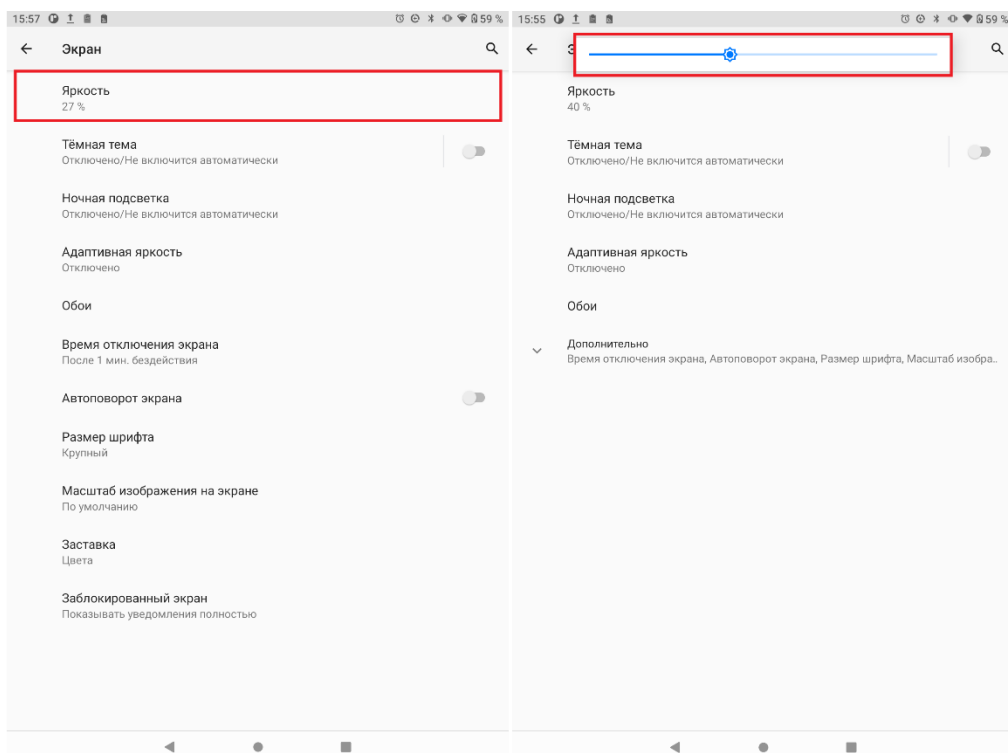 15:57
59 %
Экран
Яркость
27 %
Тёмная тема
Отключено/Не включится автоматически
Ночная подсветка
Отключено/Не включится автоматически
Адаптивная яркость
Отключено
Обои
Время отключения экрана
После 1 мин. бездействия
Автоповорот экрана
Размер шрифта
Крупный
Масштаб изображения на экране
По умолчанию
Заставка
Цвета
Заблокированный экран
Показывать уведомления полностью
15:55
59 %
Яркость
40 %
Тёмная тема
Отключено/Не включится автоматически
Ночная подсветка
Отключено/Не включится автоматически
Адаптивная яркость
Отключено
Обои
Дополнительно
Время отключения экрана, Автоповорот экрана, Размер шрифта, Масштаб изобра..